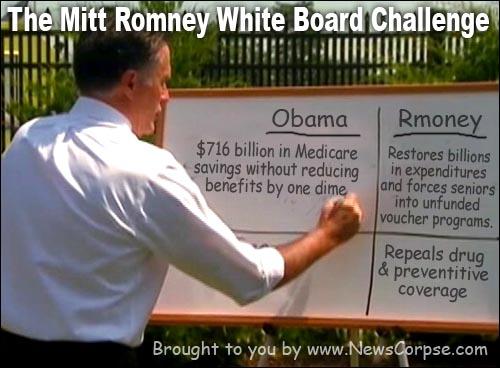 The Mitt Romney White Board Challenge
Obama
$716 billion in Medicare
savings without reducing
benefits by one dime
Rmoney
Restores billions
in expenditures
and forces seniors
into unfunded
voucher programs.
Repeals drug
& preventitive
coverage
Brought to you by www.NewsCorpse.com